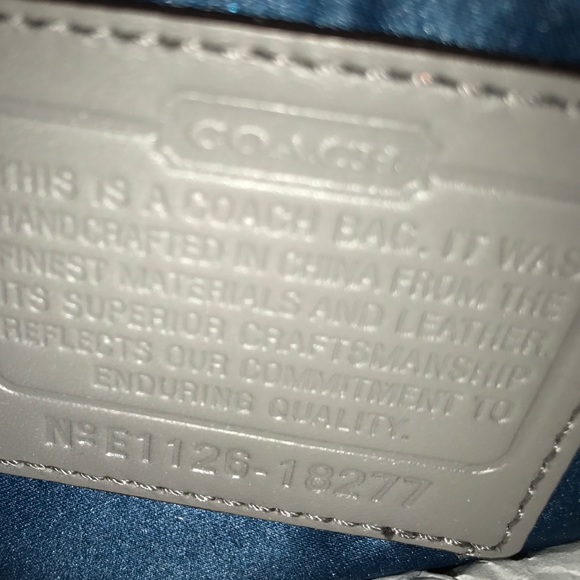 COACH
THIS IS A COACH BAG. IT WAS
HANDCRAFTED IN CHINA FROM THE
FINEST MATERIALS AND LEATHER.
ITS SUPERIOR CRAFTSMANSHIP
REFLECTS OUR COMMITMENT TO
ENDURING QUALITY.
Nº E1126-18277